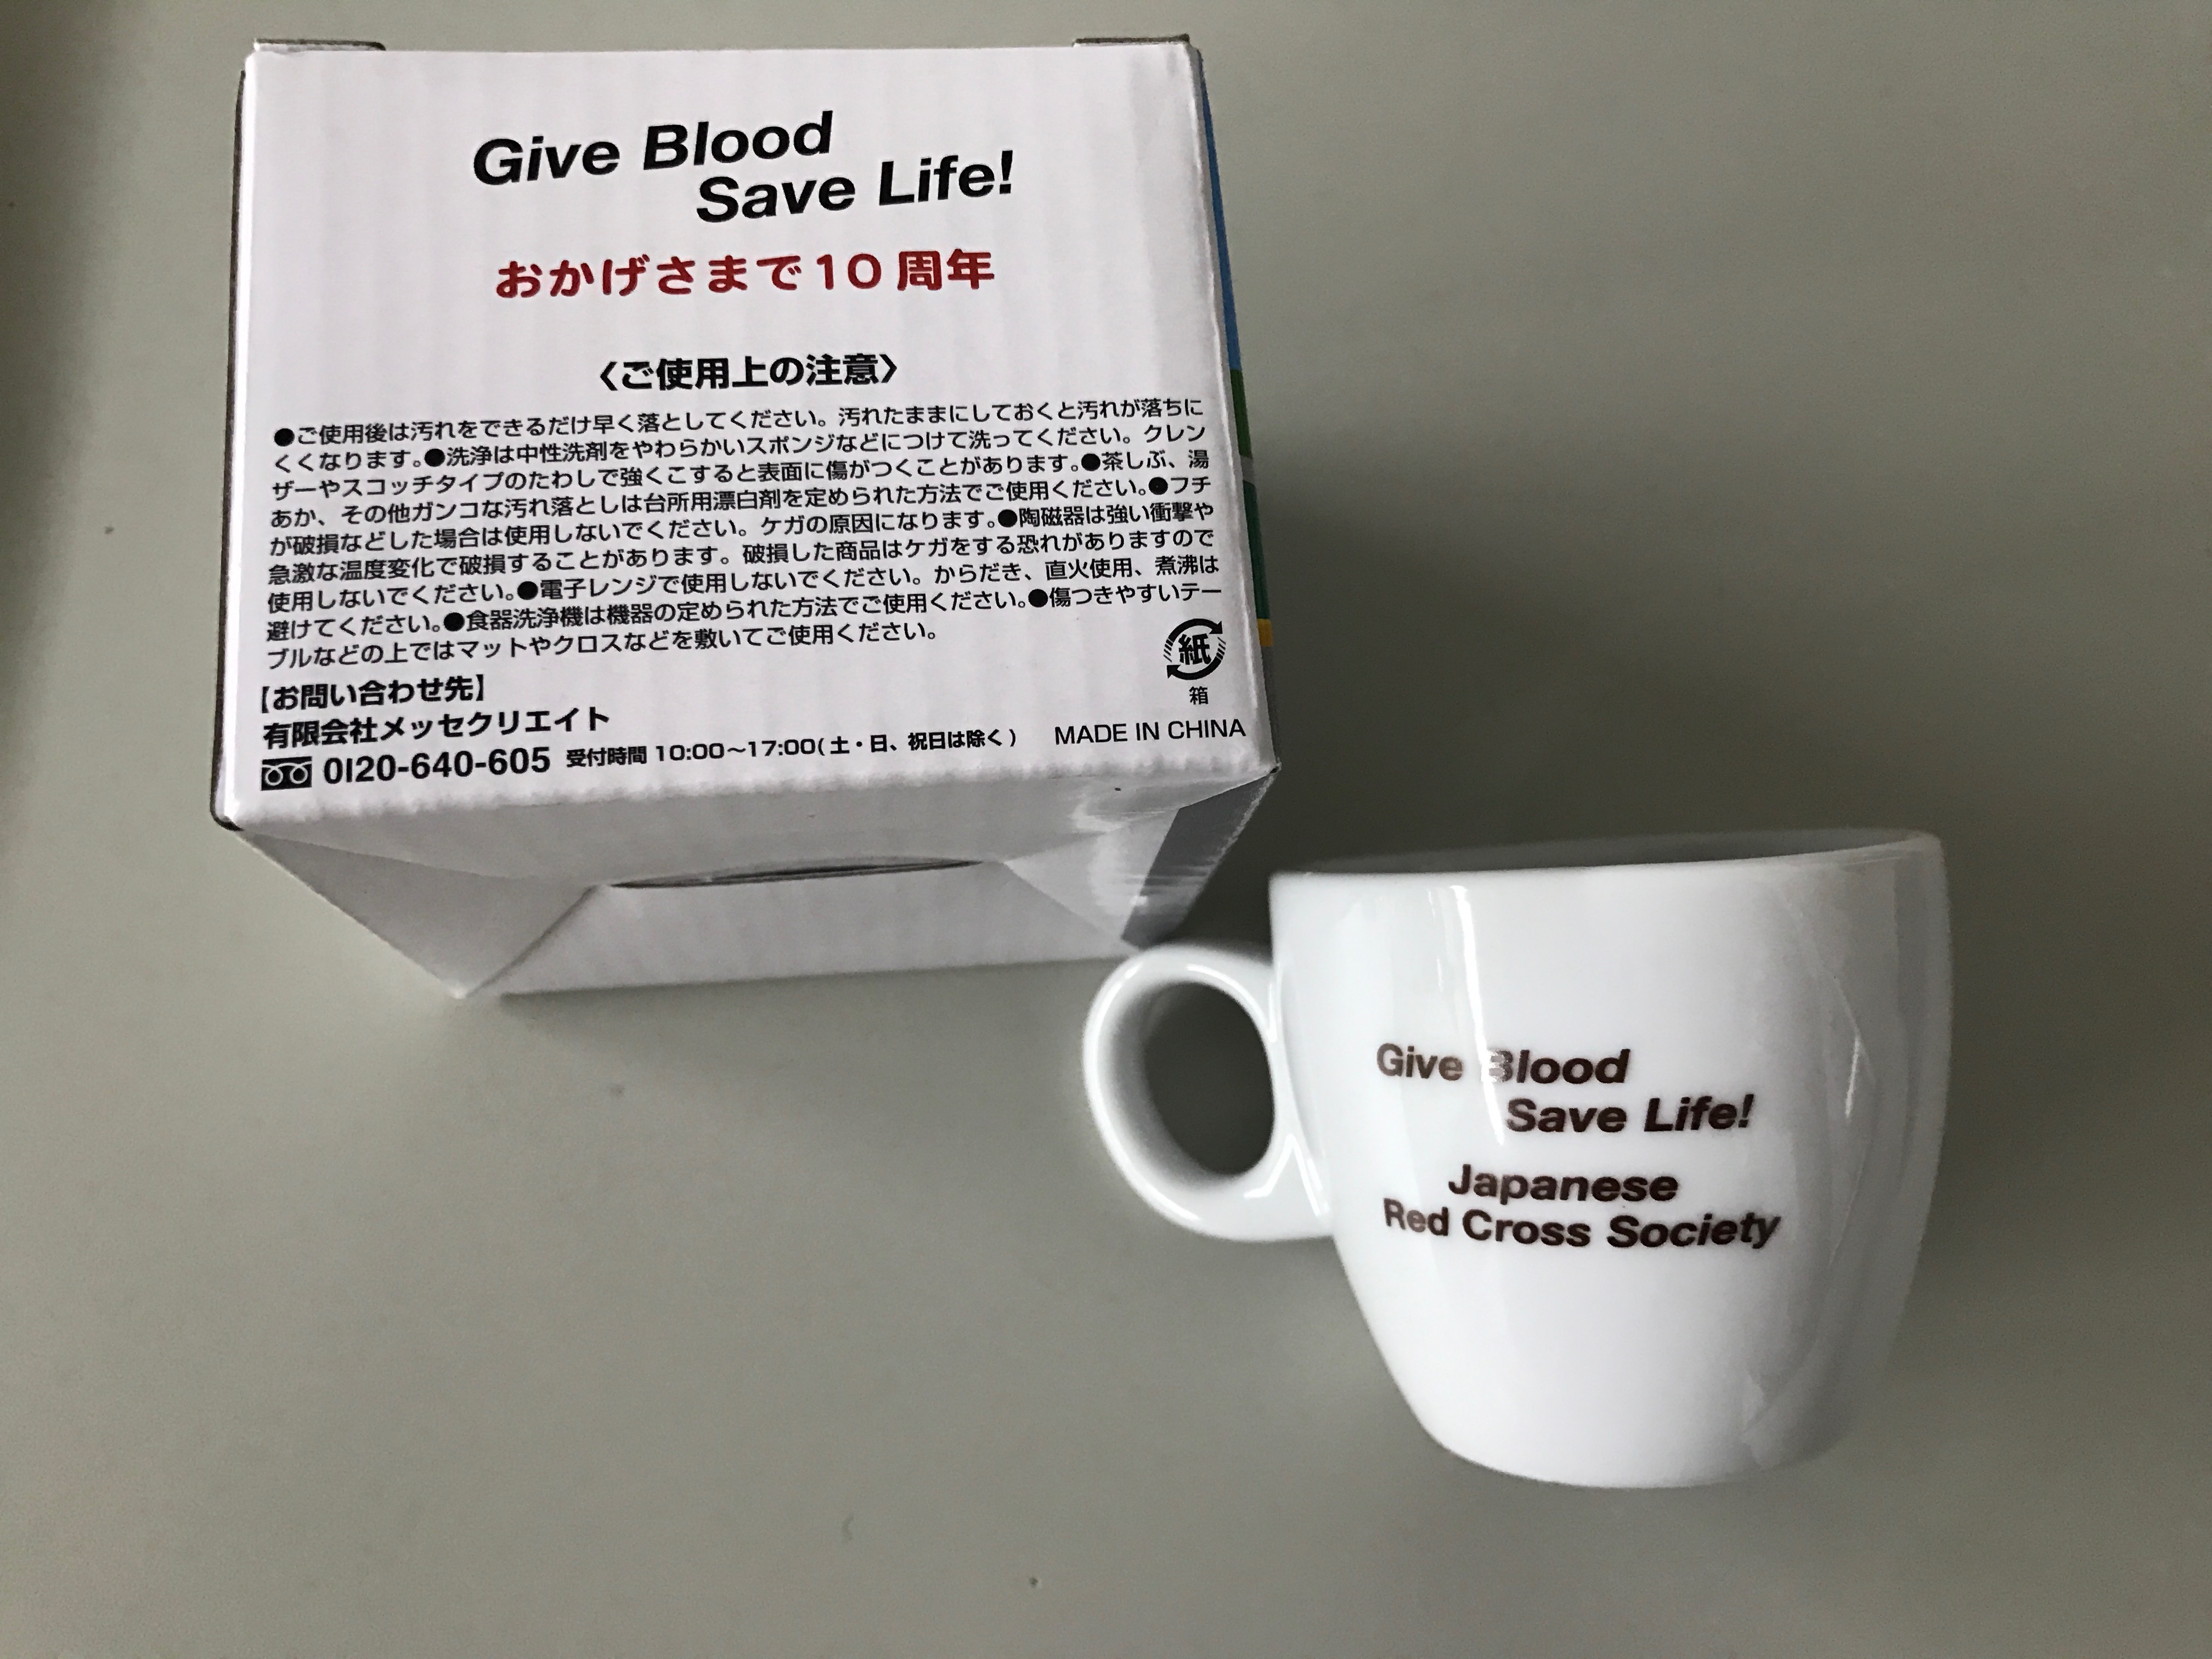 Give Blood
Save Life!
おかげさまで10周年
〈ご使用上の注意〉
●ご使用後は汚れをできるだけ早く落としてください。汚れたままにしておくと汚れが落ちに
くくなります。●洗浄は中性洗剤をやわらかいスポンジなどにつけて洗ってください。クレン
ザーやスコッチタイプのたわしで強くこすると表面に傷がつくことがあります。●茶しぶ、湯
あか、その他ガンコな汚れ落としは台所用漂白剤を定められた方法でご使用ください。●フチ
が破損などした場合は使用しないでください。ケガの原因になります。●陶磁器は強い衝撃や
急激な温度変化で破損することがあります。破損した商品はケガをする恐れがありますので
使用しないでください。●電子レンジで使用しないでください。からだき、直火使用、煮沸は
避けてください。●食器洗浄機は機器の定められた方法でご使用ください。●傷つきやすいテー
ブルなどの上ではマットやクロスなどを敷いてご使用ください。
紙
箱
【お問い合わせ先】
有限会社メッセクリエイト
0120-640-605 受付時間 10:00～17:00(土・日、祝日は除く)
MADE IN CHINA
Give Blood
Save Life!
Japanese
Red Cross Society